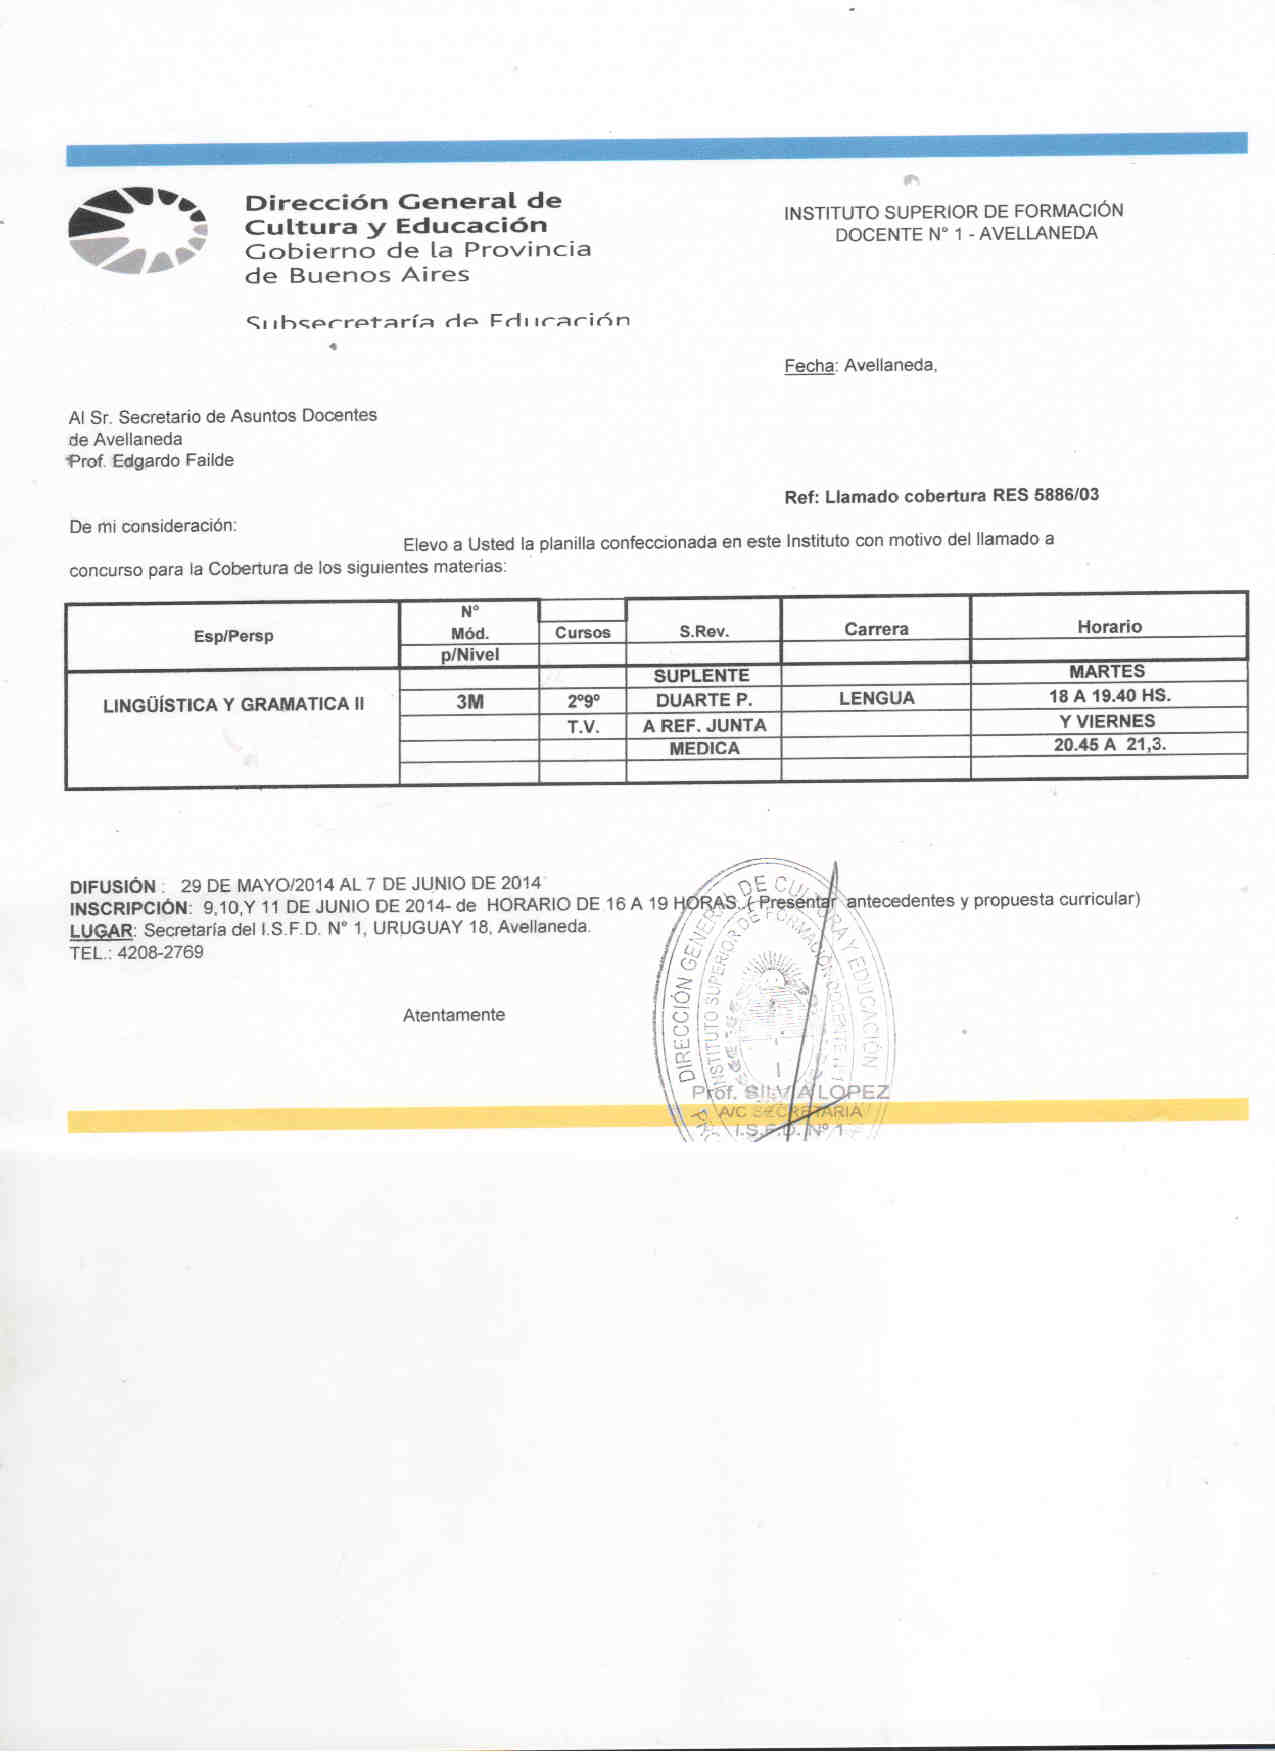 Dirección General de
Cultura y Educación
Gobierno de la Provincia
de Buenos Aires
Subsecretaría de Educación
INSTITUTO SUPERIOR DE FORMACIÓN
DOCENTE N° 1 - AVELLANEDA
Fecha: Avellaneda,
Al Sr. Secretario de Asuntos Docentes
de Avellaneda
Prof. Edgardo Failde
Ref: Llamado cobertura RES 5886/03
De mi consideración:
Elevo a Usted la planilla confeccionada en este Instituto con motivo del llamado a
concurso para la Cobertura de los siguientes materias:
Esp/Persp N° Mód. p/Nivel Cursos S.Rev. Carrera Horario
SUPLENTE MARTES
LINGÜÍSTICA Y GRAMATICA II 3M 2º9º DUARTE P. LENGUA 18 A 19.40 HS.
T.V. A REF. JUNTA Y VIERNES
MEDICA 20.45 A 21,3.
DIFUSIÓN : 29 DE MAYO/2014 AL 7 DE JUNIO DE 2014
INSCRIPCIÓN: 9,10,Y 11 DE JUNIO DE 2014- de HORARIO DE 16 A 19 HORAS..( Presentar antecedentes y propuesta curricular)
LUGAR: Secretaría del I.S.F.D. N° 1, URUGUAY 18, Avellaneda.
TEL.: 4208-2769
Atentamente
DIRECCIÓN GENERAL DE CULTURA Y EDUCACIÓN
INSTITUTO SUPERIOR DE FORMACIÓN DOCENTE N° 1
Prof. SILVIA LOPEZ
A/C SECRETARIA
I.S.F.D. N° 1